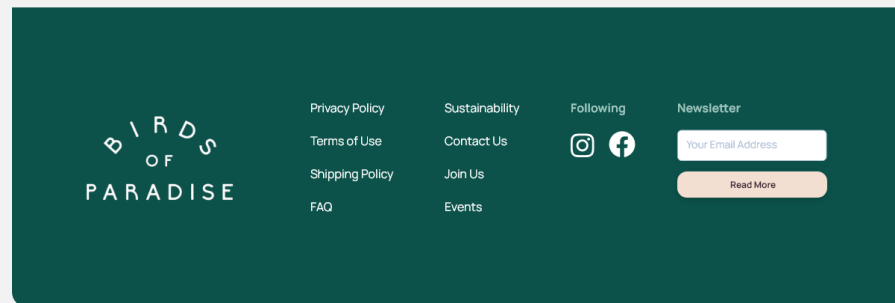 BIRDS
OF
PARADISE
Privacy Policy
Terms of Use
Shipping Policy
FAQ
Sustainability
Contact Us
Join Us
Events
Following
Newsletter
Your Email Address
Read More